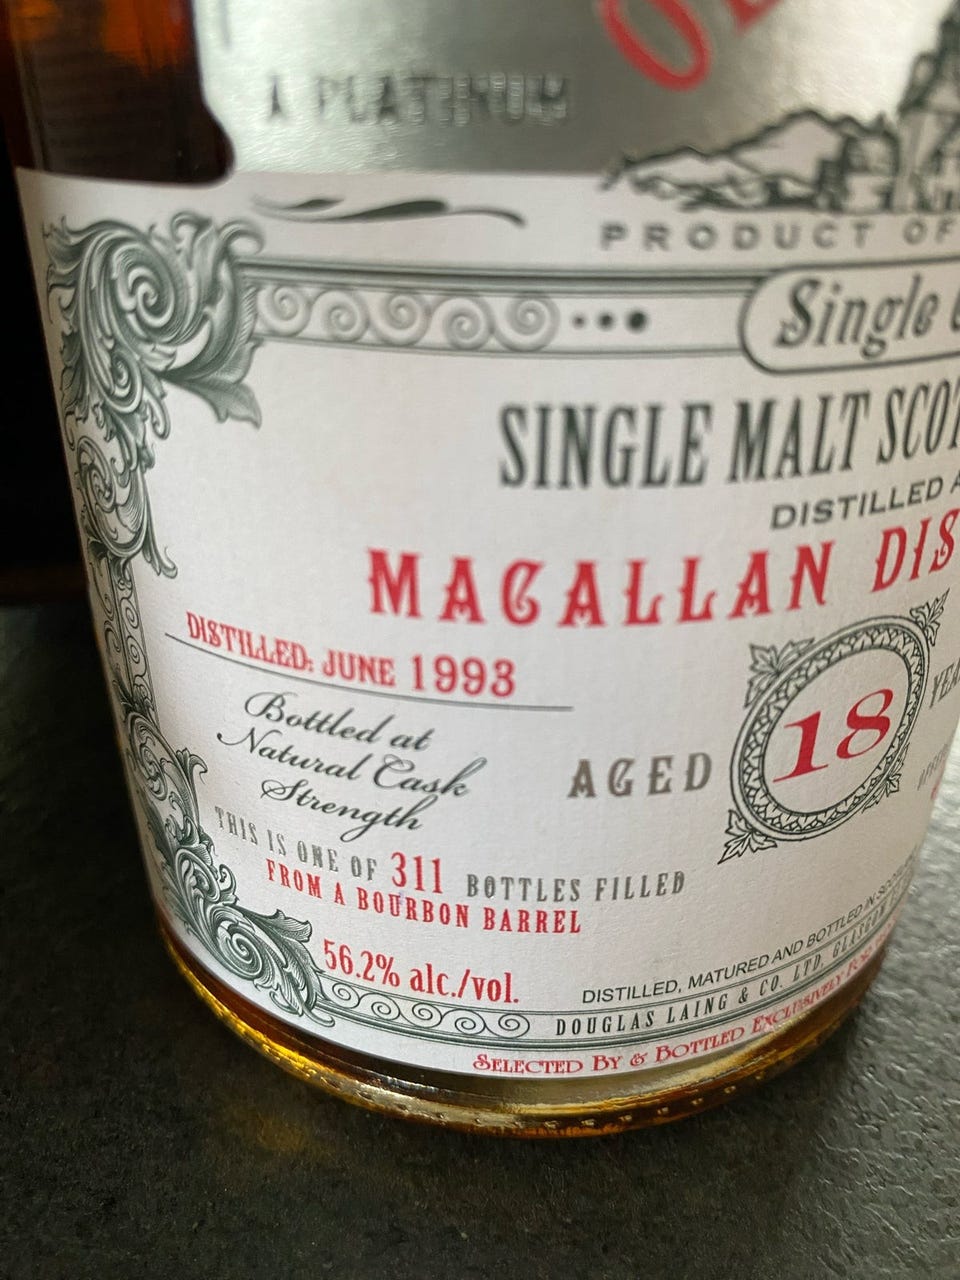 A PLATINUM
PRODUCT OF
Single
SINGLE MALT
DISTILLED
MACALLAN
DISTILLED: JUNE 1993
Bottled at
Natural Cask
Strength
AGED 18
THIS IS ONE OF 311 BOTTLES FILLED
FROM A BOURBON BARREL
56.2% alc./vol.
DISTILLED, MATURED AND BOTTLED IN
DOUGLAS LAING & CO. LTD, GLASGOW
SELECTED BY & BOTTLED EXCLUSIVELY FOR